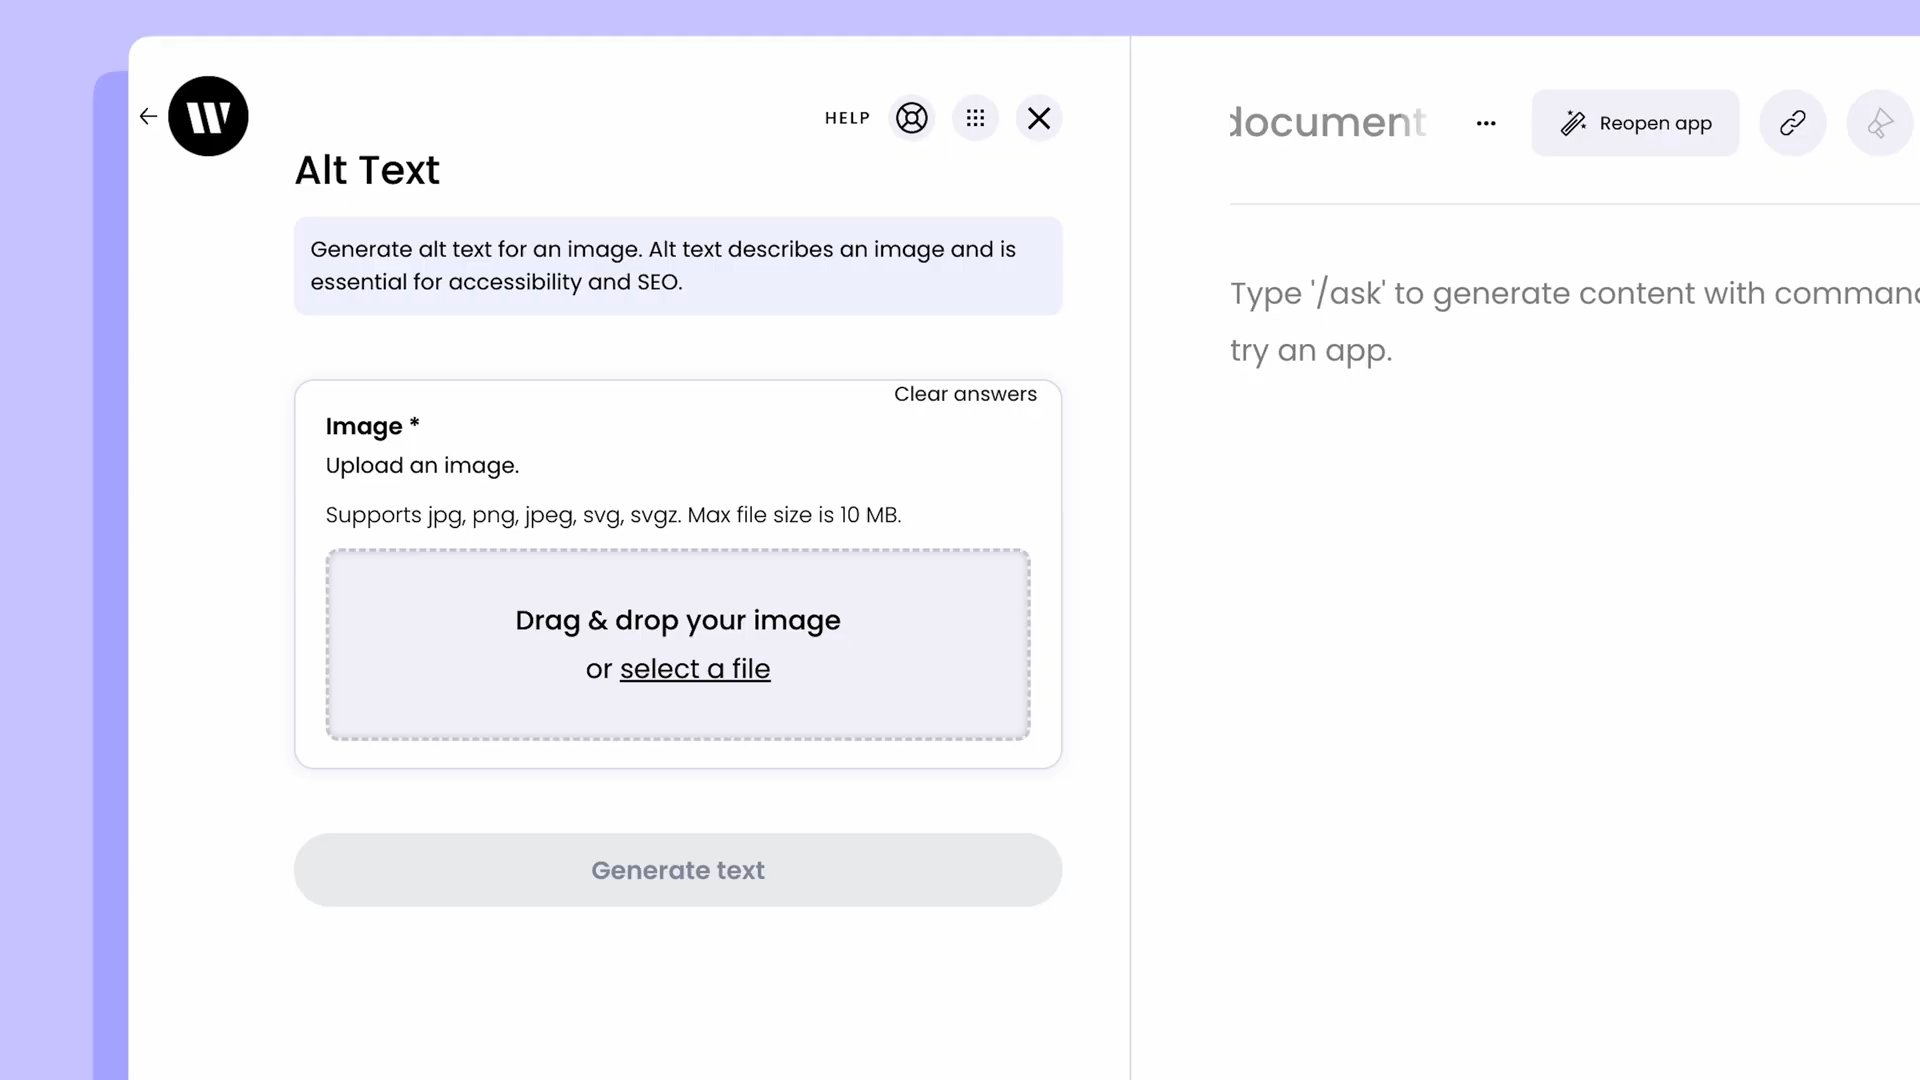 HELP
Alt Text
Generate alt text for an image. Alt text describes an image and is
essential for accessibility and SEO.
Clear answers
Image *
Upload an image.
Supports jpg, png, jpeg, svg, svgz. Max file size is 10 MB.
Drag & drop your image
or select a file
Generate text
document
Reopen app
Type '/ask' to generate content with
try an app.